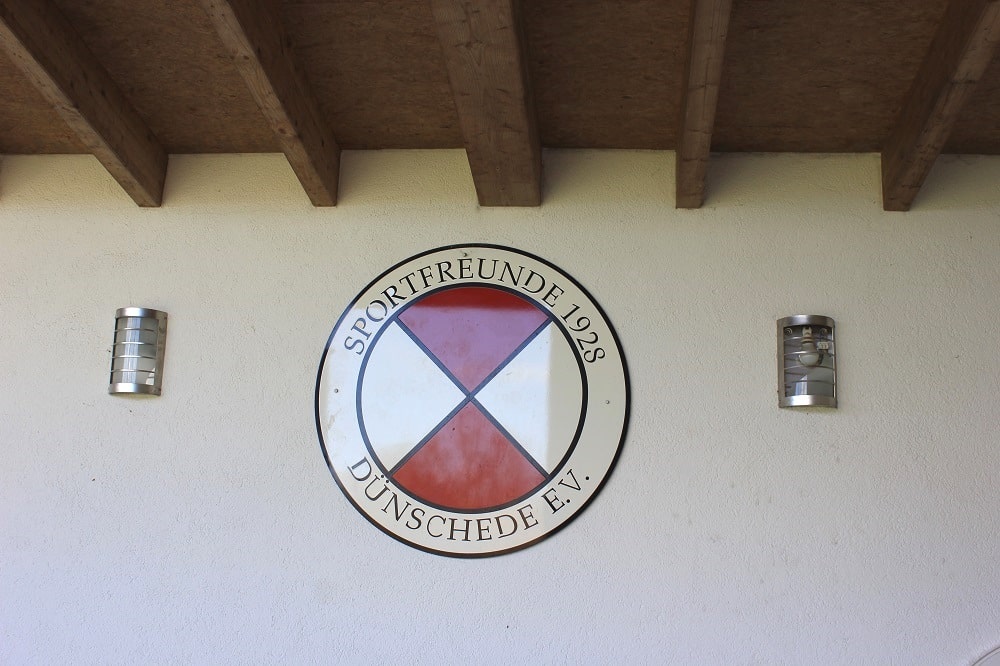 SPORTFREUNDE 1928
DÜNSCHEDE E.V.